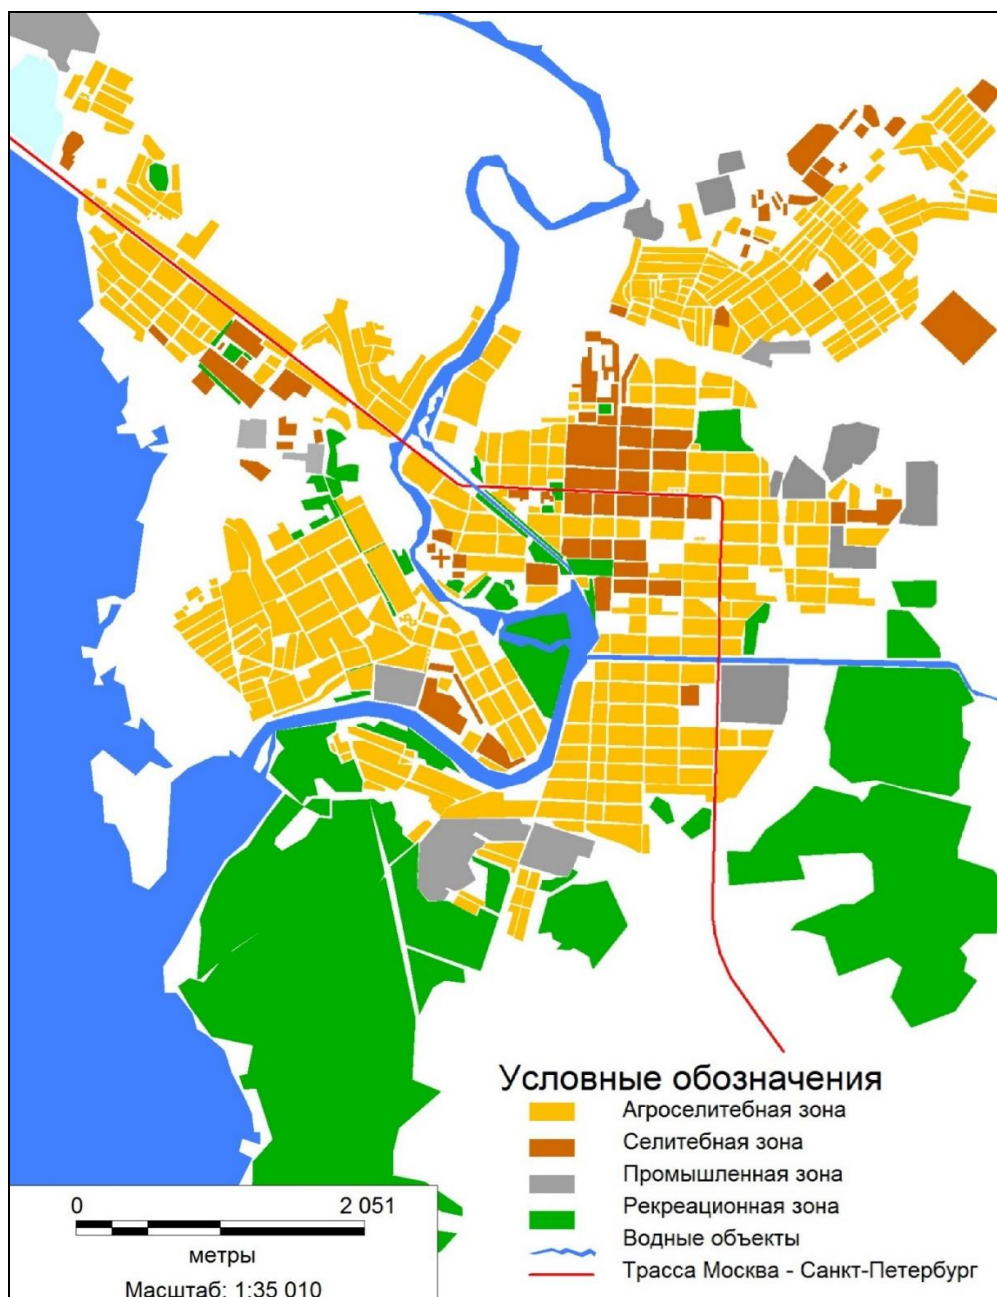 Условные обозначения
Агроселитебная зона
Селитебная зона
Промышленная зона
Рекреационная зона
Водные объекты
Трасса Москва - Санкт-Петербург
0 2 051
метры
Масштаб: 1:35 010